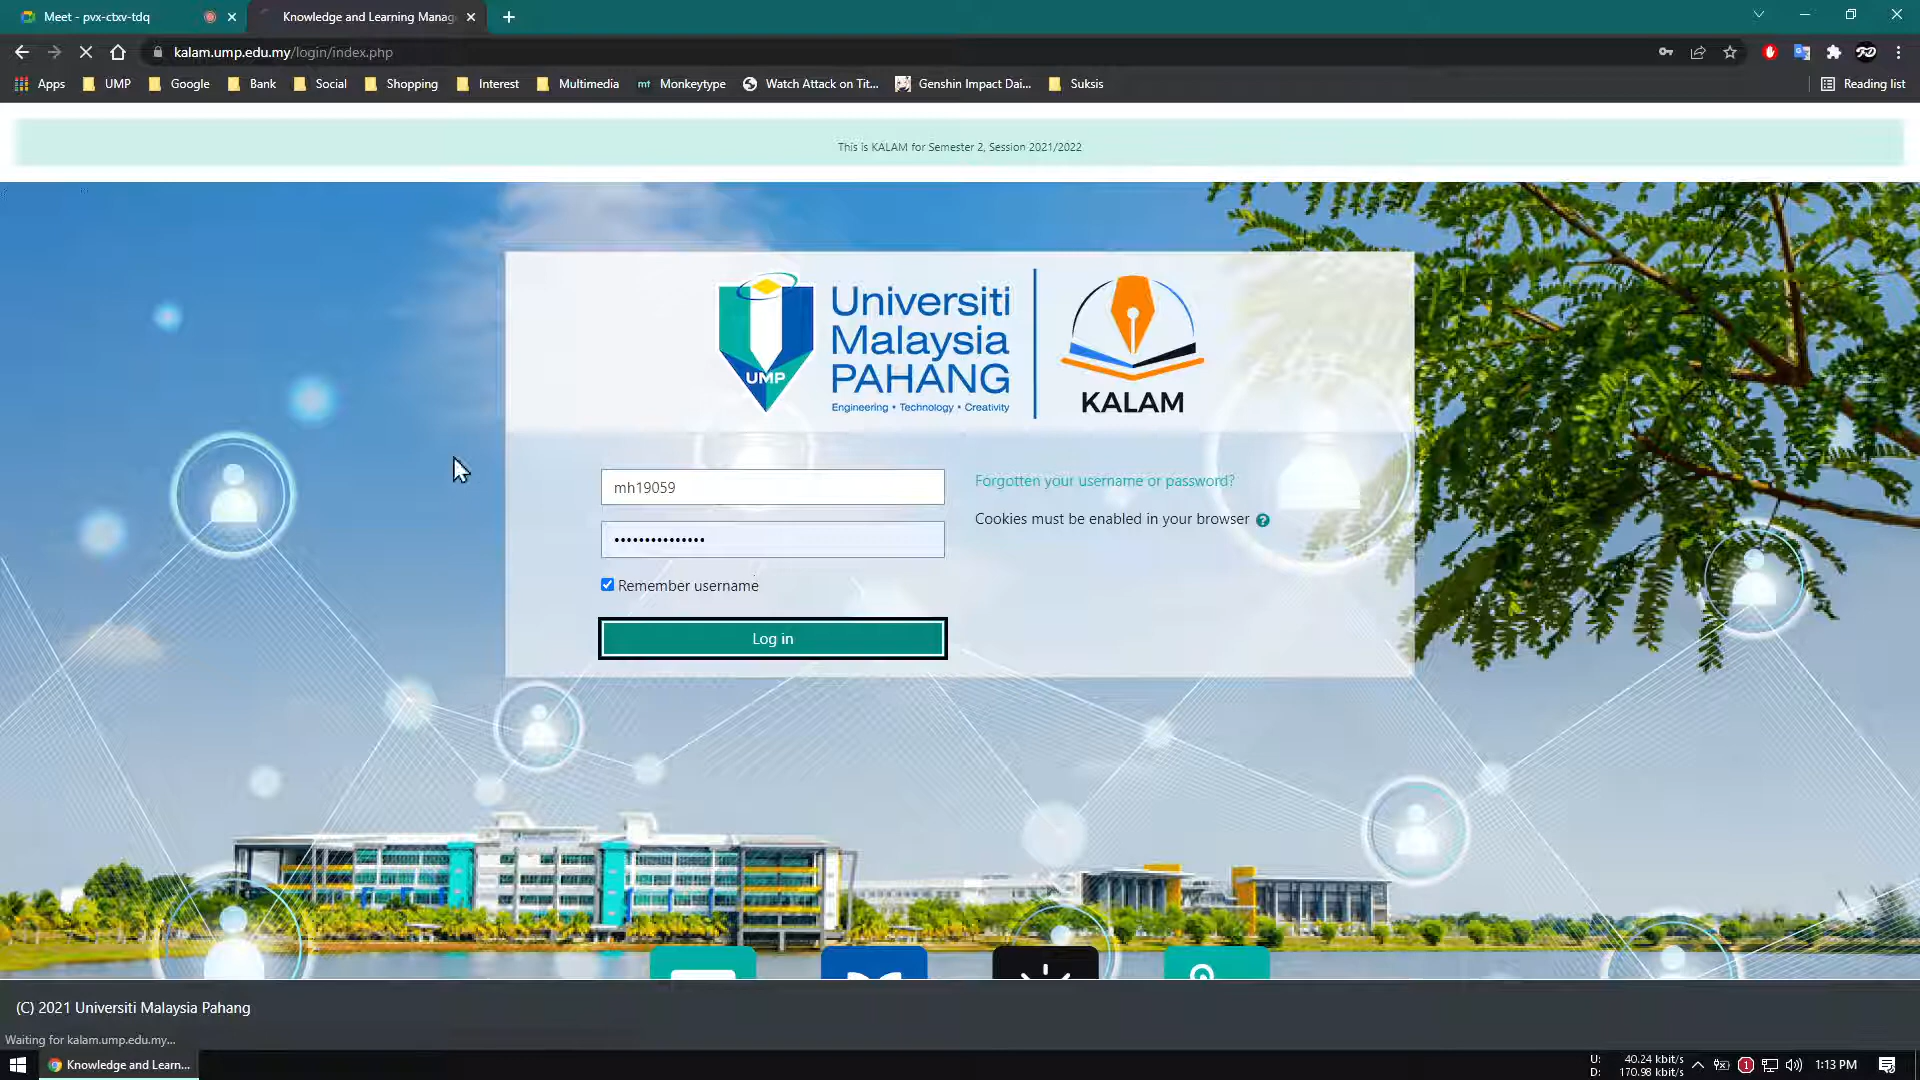 Meet - pvx-ctxv-tdq
Knowledge and Learning Manag
kalam.ump.edu.my/login/index.php
Apps
UMP
Google
Bank
Social
Shopping
Interest
Multimedia
mt Monkeytype
Watch Attack on Tit...
Genshin Impact Dai...
Suksis
Reading list
This is KALAM for Semester 2, Session 2021/2022
UMP
Universiti
Malaysia
PAHANG
Engineering • Technology • Creativity
KALAM
mh19059
•••••••••••••••
Remember username
Log in
Forgotten your username or password?
Cookies must be enabled in your browser ?
(C) 2021 Universiti Malaysia Pahang
Waiting for kalam.ump.edu.my...
Knowledge and Learn...
U: 40.24 kbit/s
D: 170.98 kbit/s
1
1:13 PM